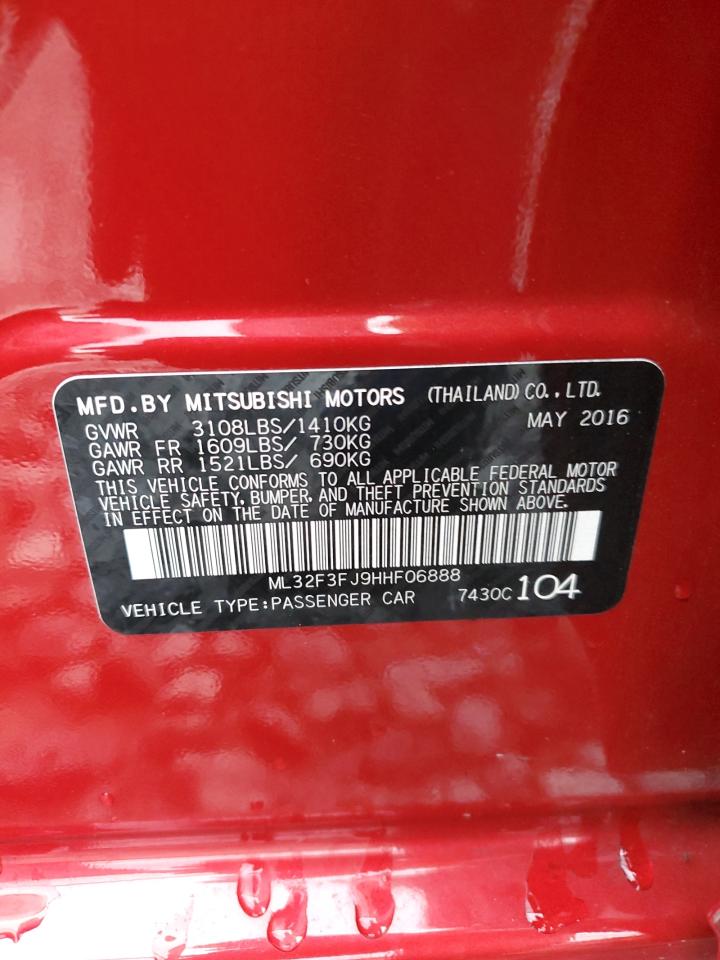 MFD.BY MITSUBISHI MOTORS (THAILAND)CO.,LTD.
GVWR 3108LBS/1410KG MAY 2016
GAWR FR 1609LBS/ 730KG
GAWR RR 1521LBS/ 690KG
THIS VEHICLE CONFORMS TO ALL APPLICABLE FEDERAL MOTOR
VEHICLE SAFETY, BUMPER, AND THEFT PREVENTION STANDARDS
IN EFFECT ON THE DATE OF MANUFACTURE SHOWN ABOVE.
ML32F3FJ9HHF06888
VEHICLE TYPE:PASSENGER CAR 7430C 104